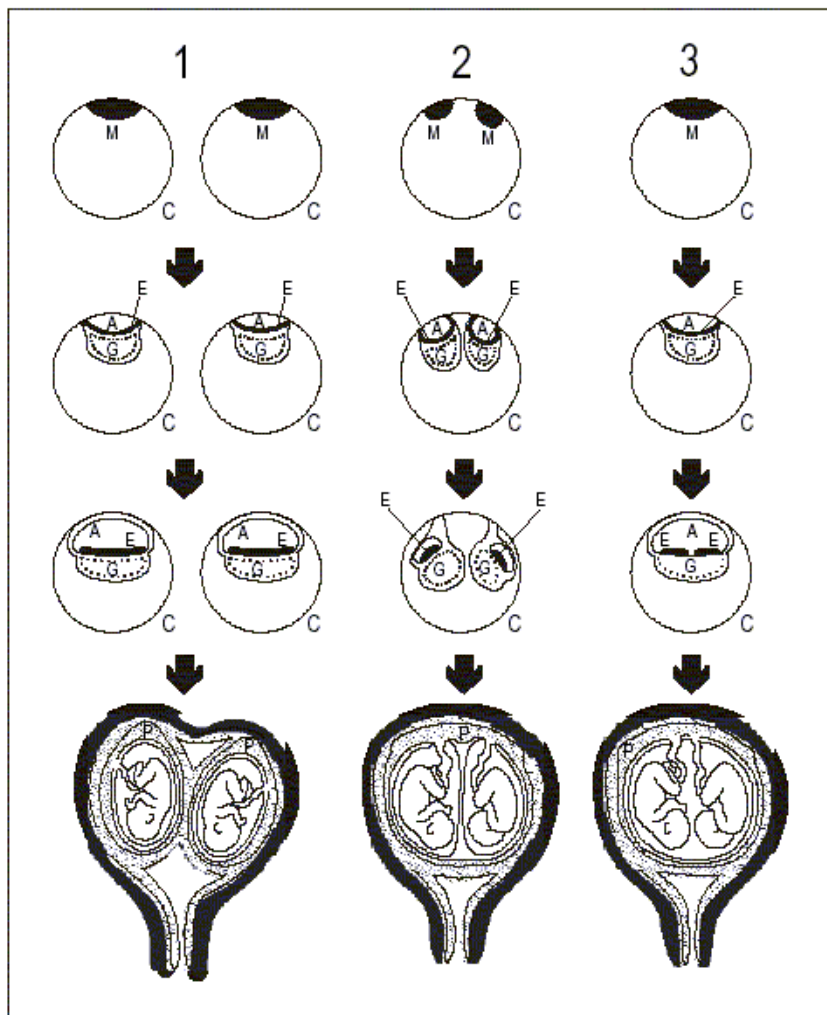 1 2 3
M M M M M
C C C C
E E E E E
A A A A A
G G G G G
C C C C
E E
A E A E E A E
G G G G G
C C C C
P P P P